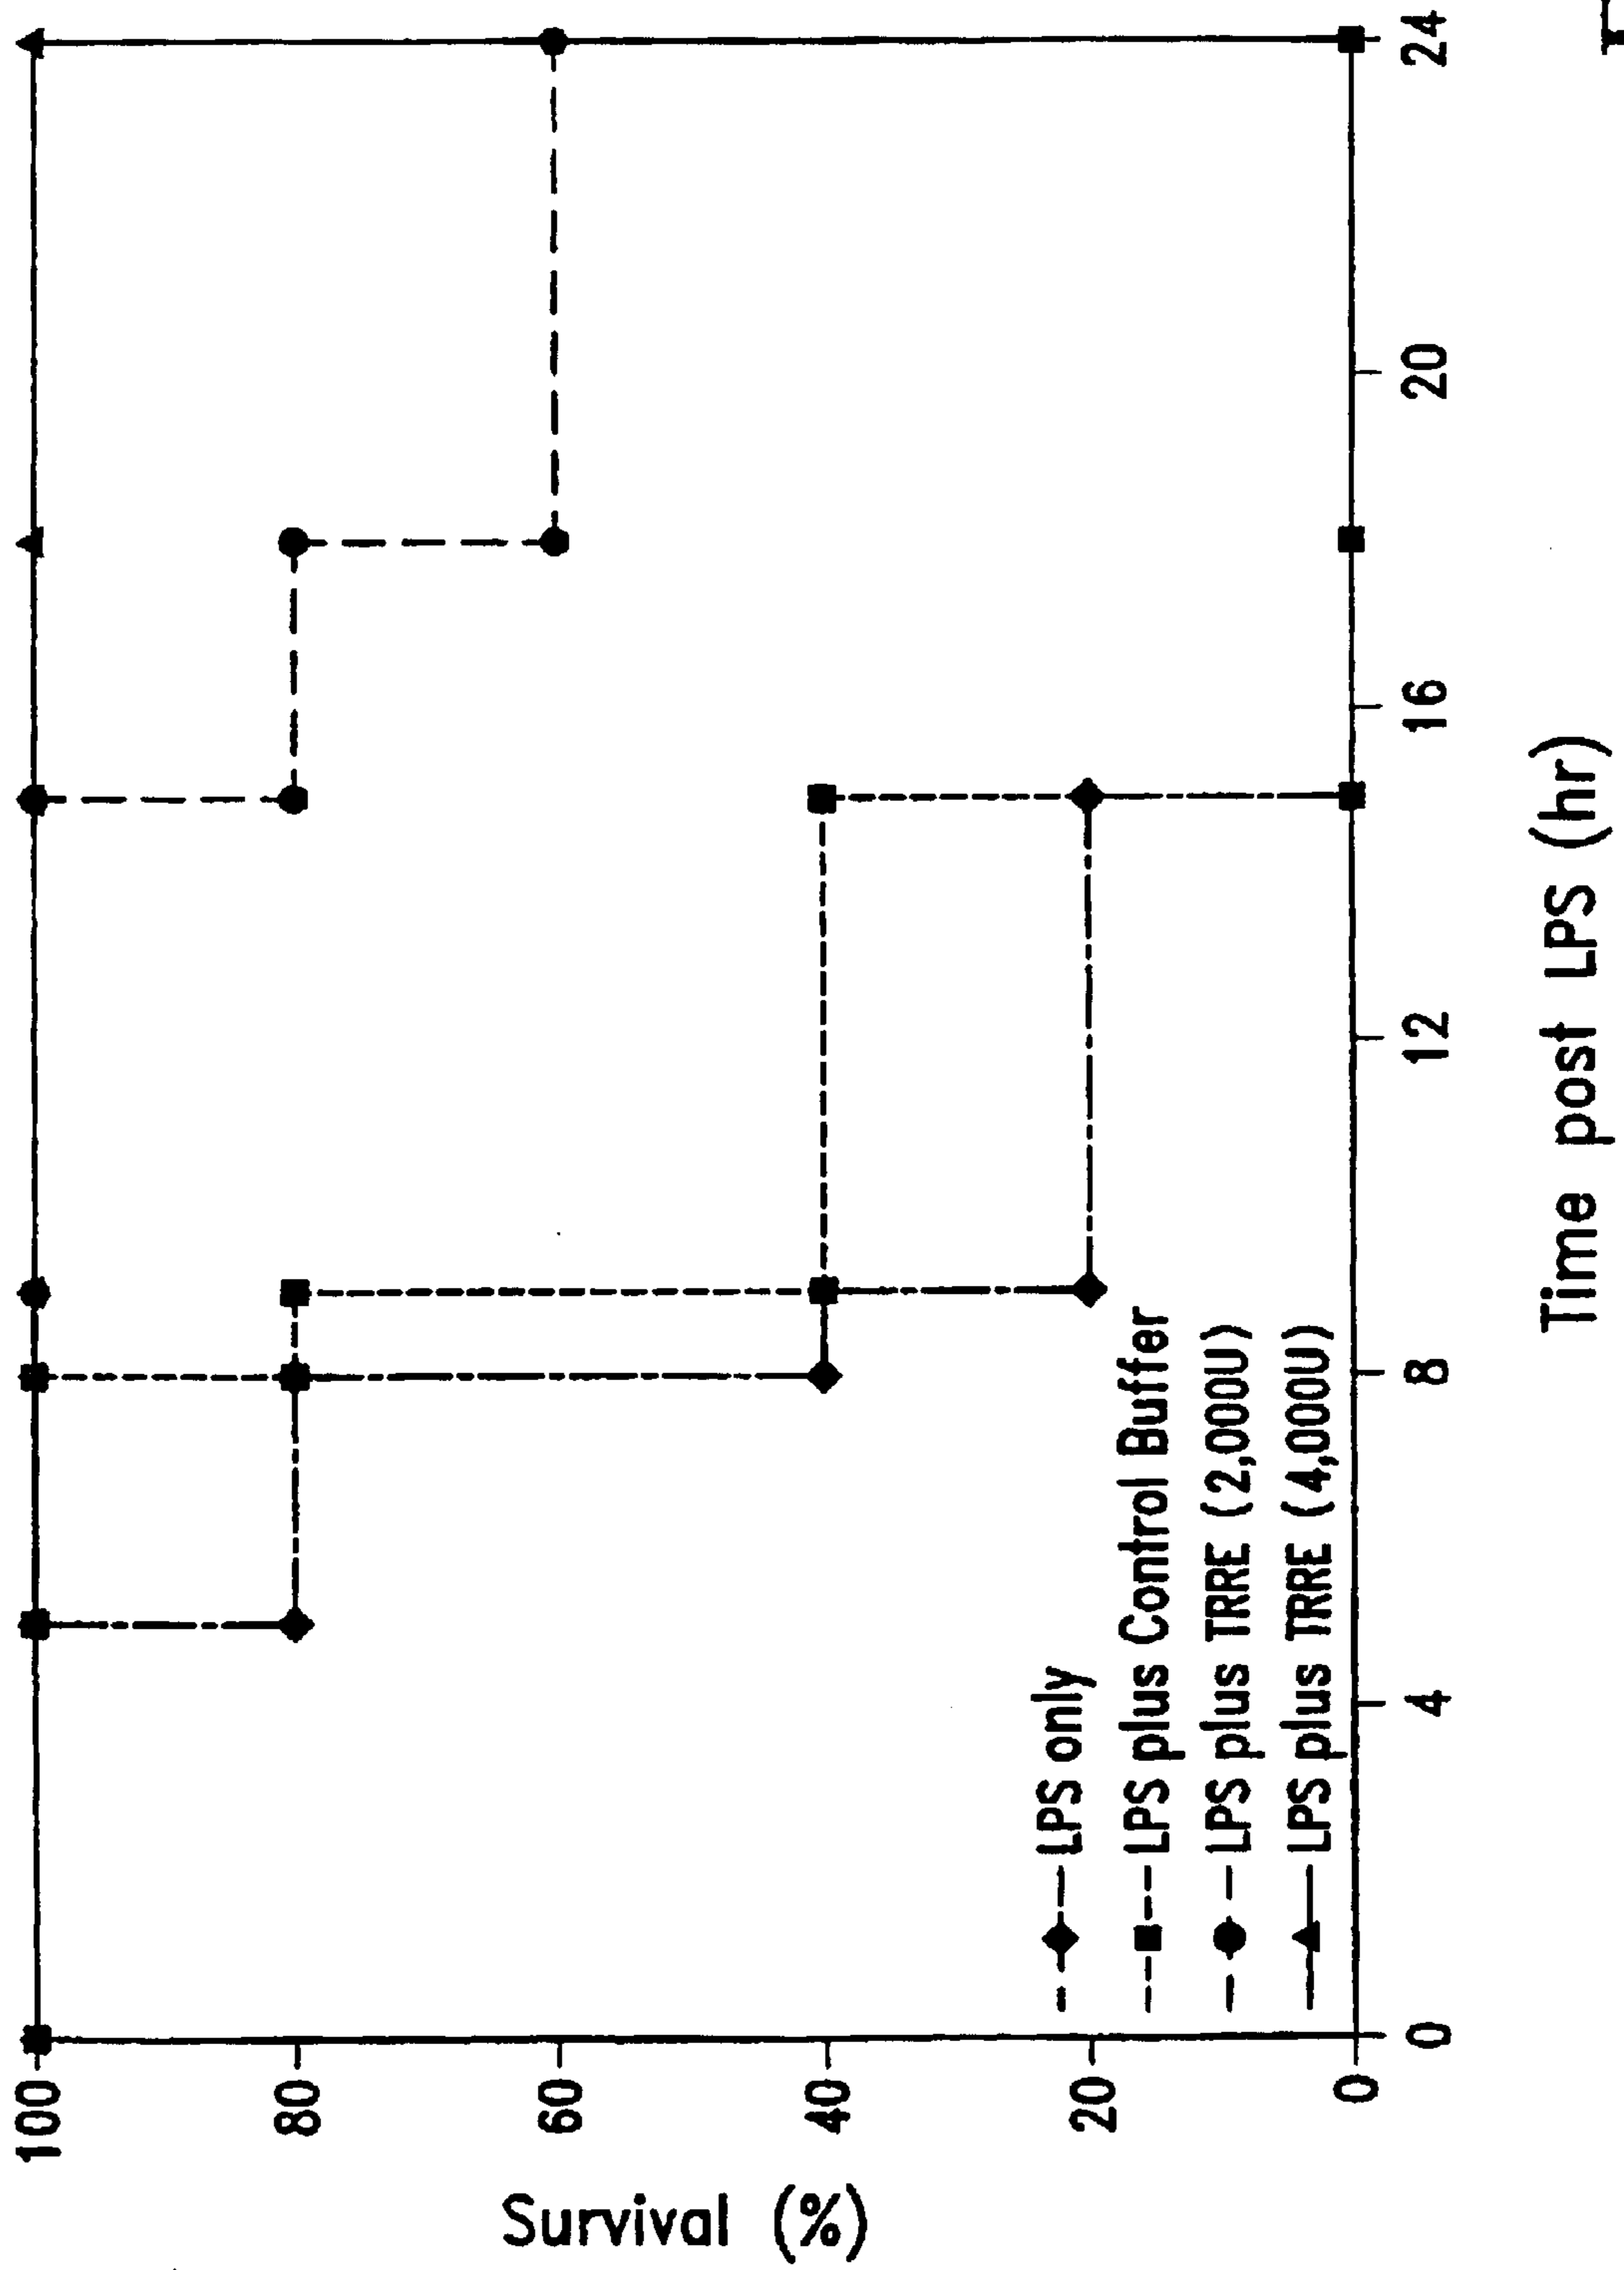 Survival (%)
100
80
60
40
20
0
LPS only
LPS plus Control Buffer
LPS plus TRRE (2,000U)
LPS plus TRRE (4,000U)
0
4
8
12
16
20
24
Time post LPS (hr)